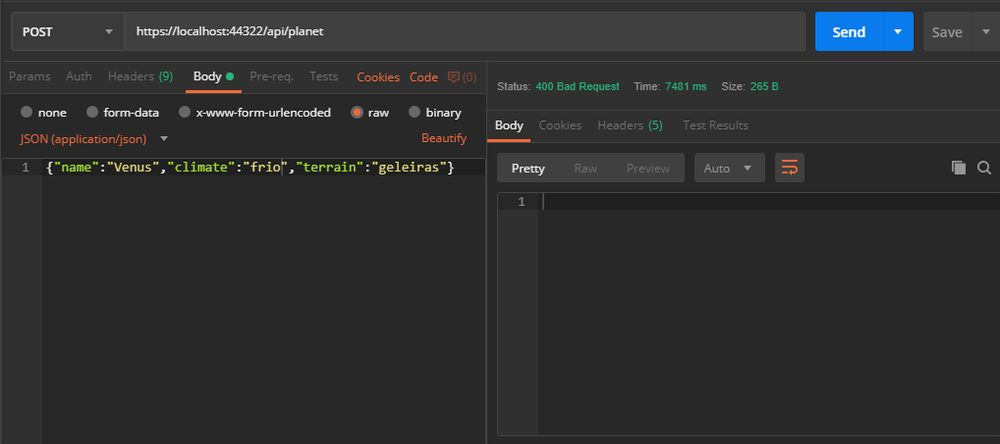 POST https://localhost:44322/api/planet Send Save
Params Auth Headers (9) Body Pre-req. Tests Cookies Code (0)
none form-data x-www-form-urlencoded raw binary
JSON (application/json) Beautify
1 {"name":"Venus","climate":"frio","terrain":"geleiras"}
Status: 400 Bad Request Time: 7481 ms Size: 265 B
Body Cookies Headers (5) Test Results
Pretty Raw Preview Auto
1